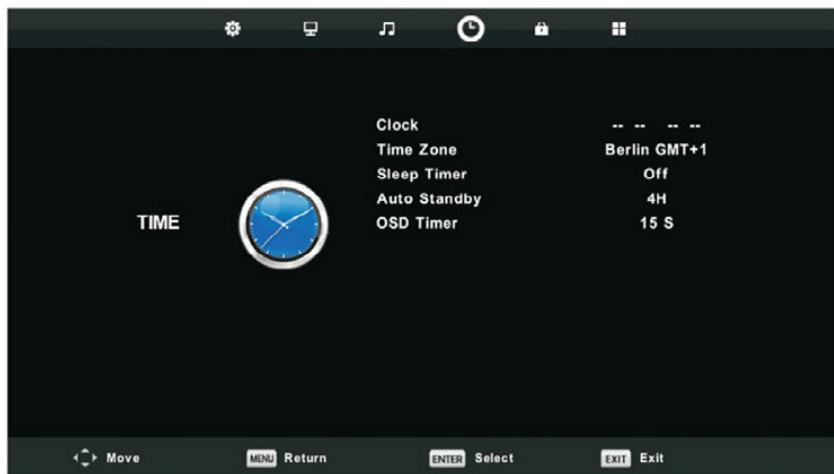 Clock -- -- -- --
Time Zone Berlin GMT+1
Sleep Timer Off
Auto Standby 4H
TIME
OSD Timer 15 S
Move MENU Return ENTER Select EXIT Exit